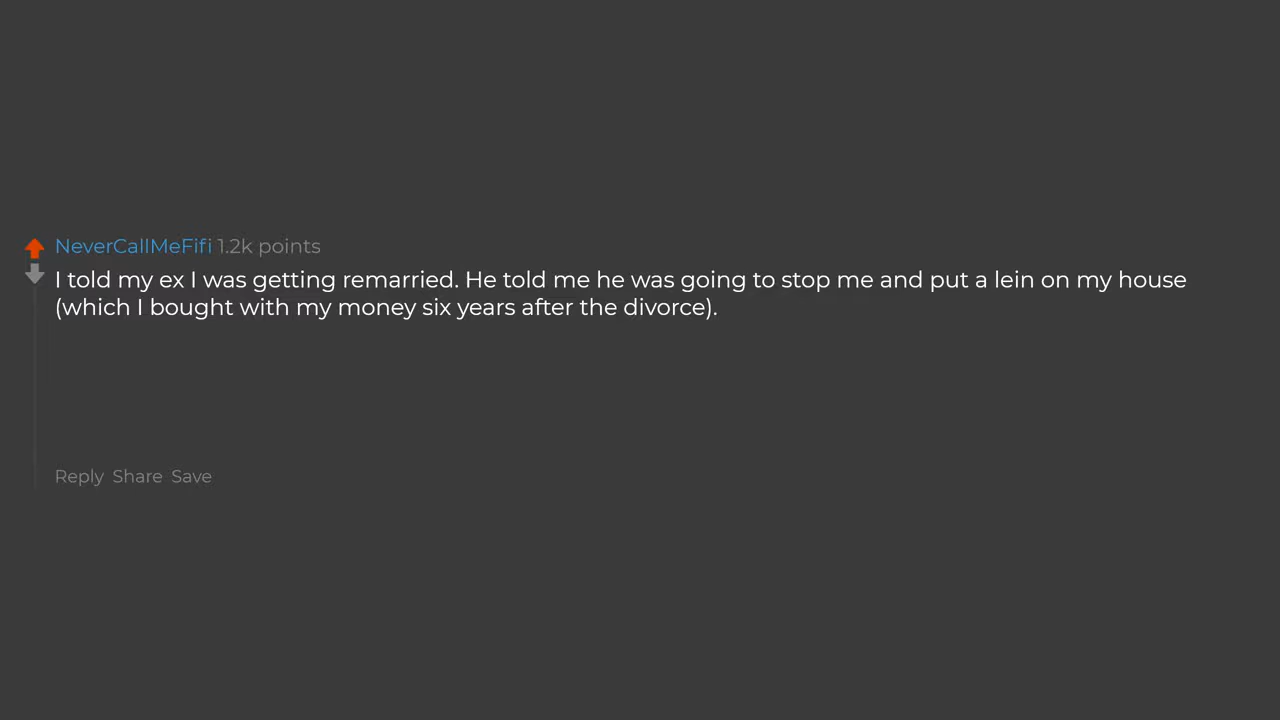 NeverCallMeFifi 1.2k points
I told my ex I was getting remarried. He told me he was going to stop me and put a lein on my house
(which I bought with my money six years after the divorce).
Reply Share Save